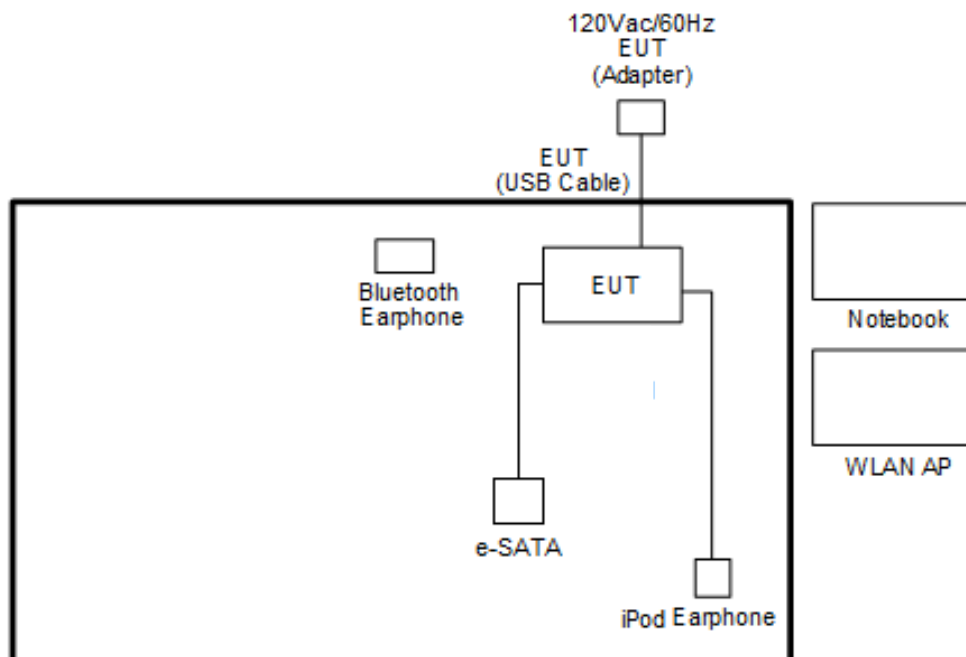 120Vac/60Hz
EUT
(Adapter)
EUT
(USB Cable)
Bluetooth
Earphone
EUT
Notebook
WLAN AP
e-SATA
iPod Earphone